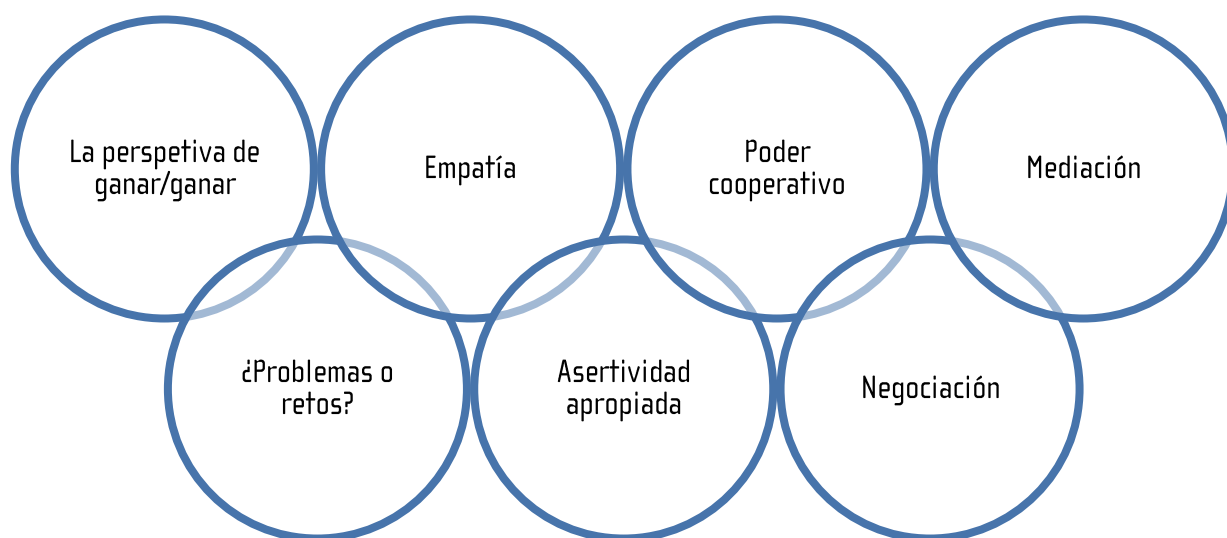 La perspetiva de
ganar/ganar
Empatía
Poder
cooperativo
Mediación
¿Problemas o
retos?
Asertividad
apropiada
Negociación